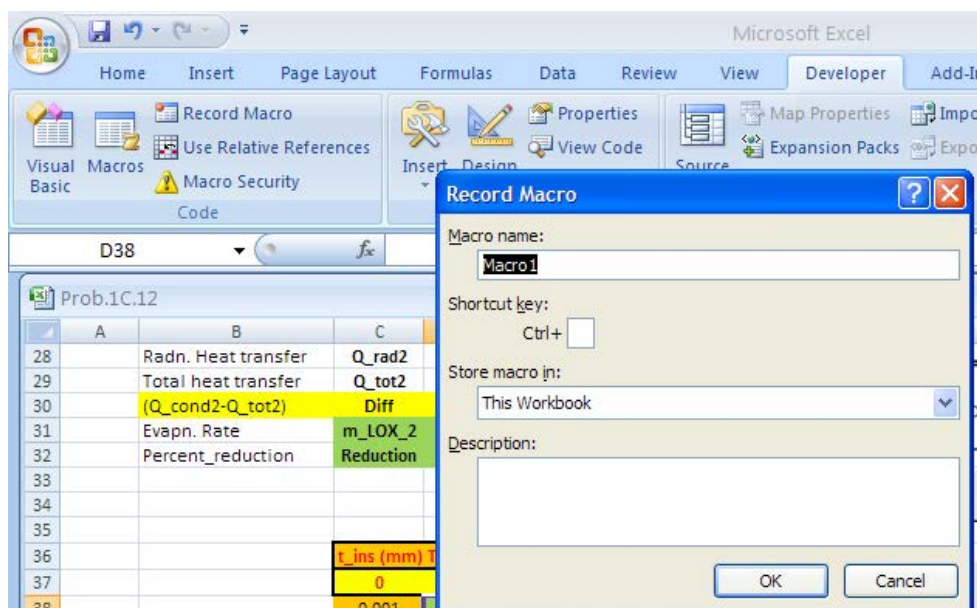 Microsoft Excel
Home Insert Page Layout Formulas Data Review View Developer Add-I
Visual Basic
Macros
Record Macro
Use Relative References
Macro Security
Code
Insert
Design
Properties
View Code
Source
Map Properties
Expansion Packs
Impo
Expo
D38
fx
Prob.1C.12
A B C
28 Radn. Heat transfer Q_rad2
29 Total heat transfer Q_tot2
30 (Q_cond2-Q_tot2) Diff
31 Evapn. Rate m_LOX_2
32 Percent_reduction Reduction
33
34
35
36 t_ins (mm) T
37 0
38 0.001
Record Macro
Macro name:
Macro1
Shortcut key:
Ctrl+
Store macro in:
This Workbook
Description:
OK Cancel